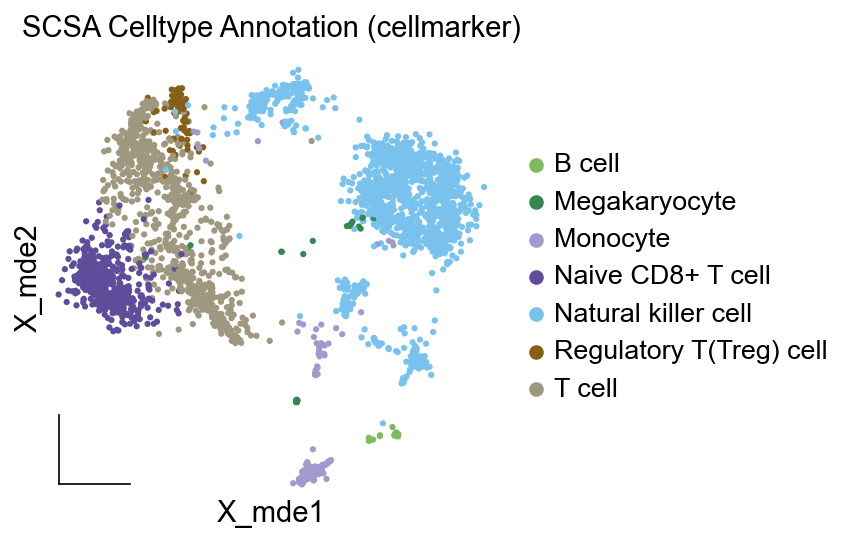 SCSA Celltype Annotation (cellmarker)
B cell
Megakaryocyte
Monocyte
Naive CD8+ T cell
Natural killer cell
Regulatory T(Treg) cell
T cell
X_mde2
X_mde1